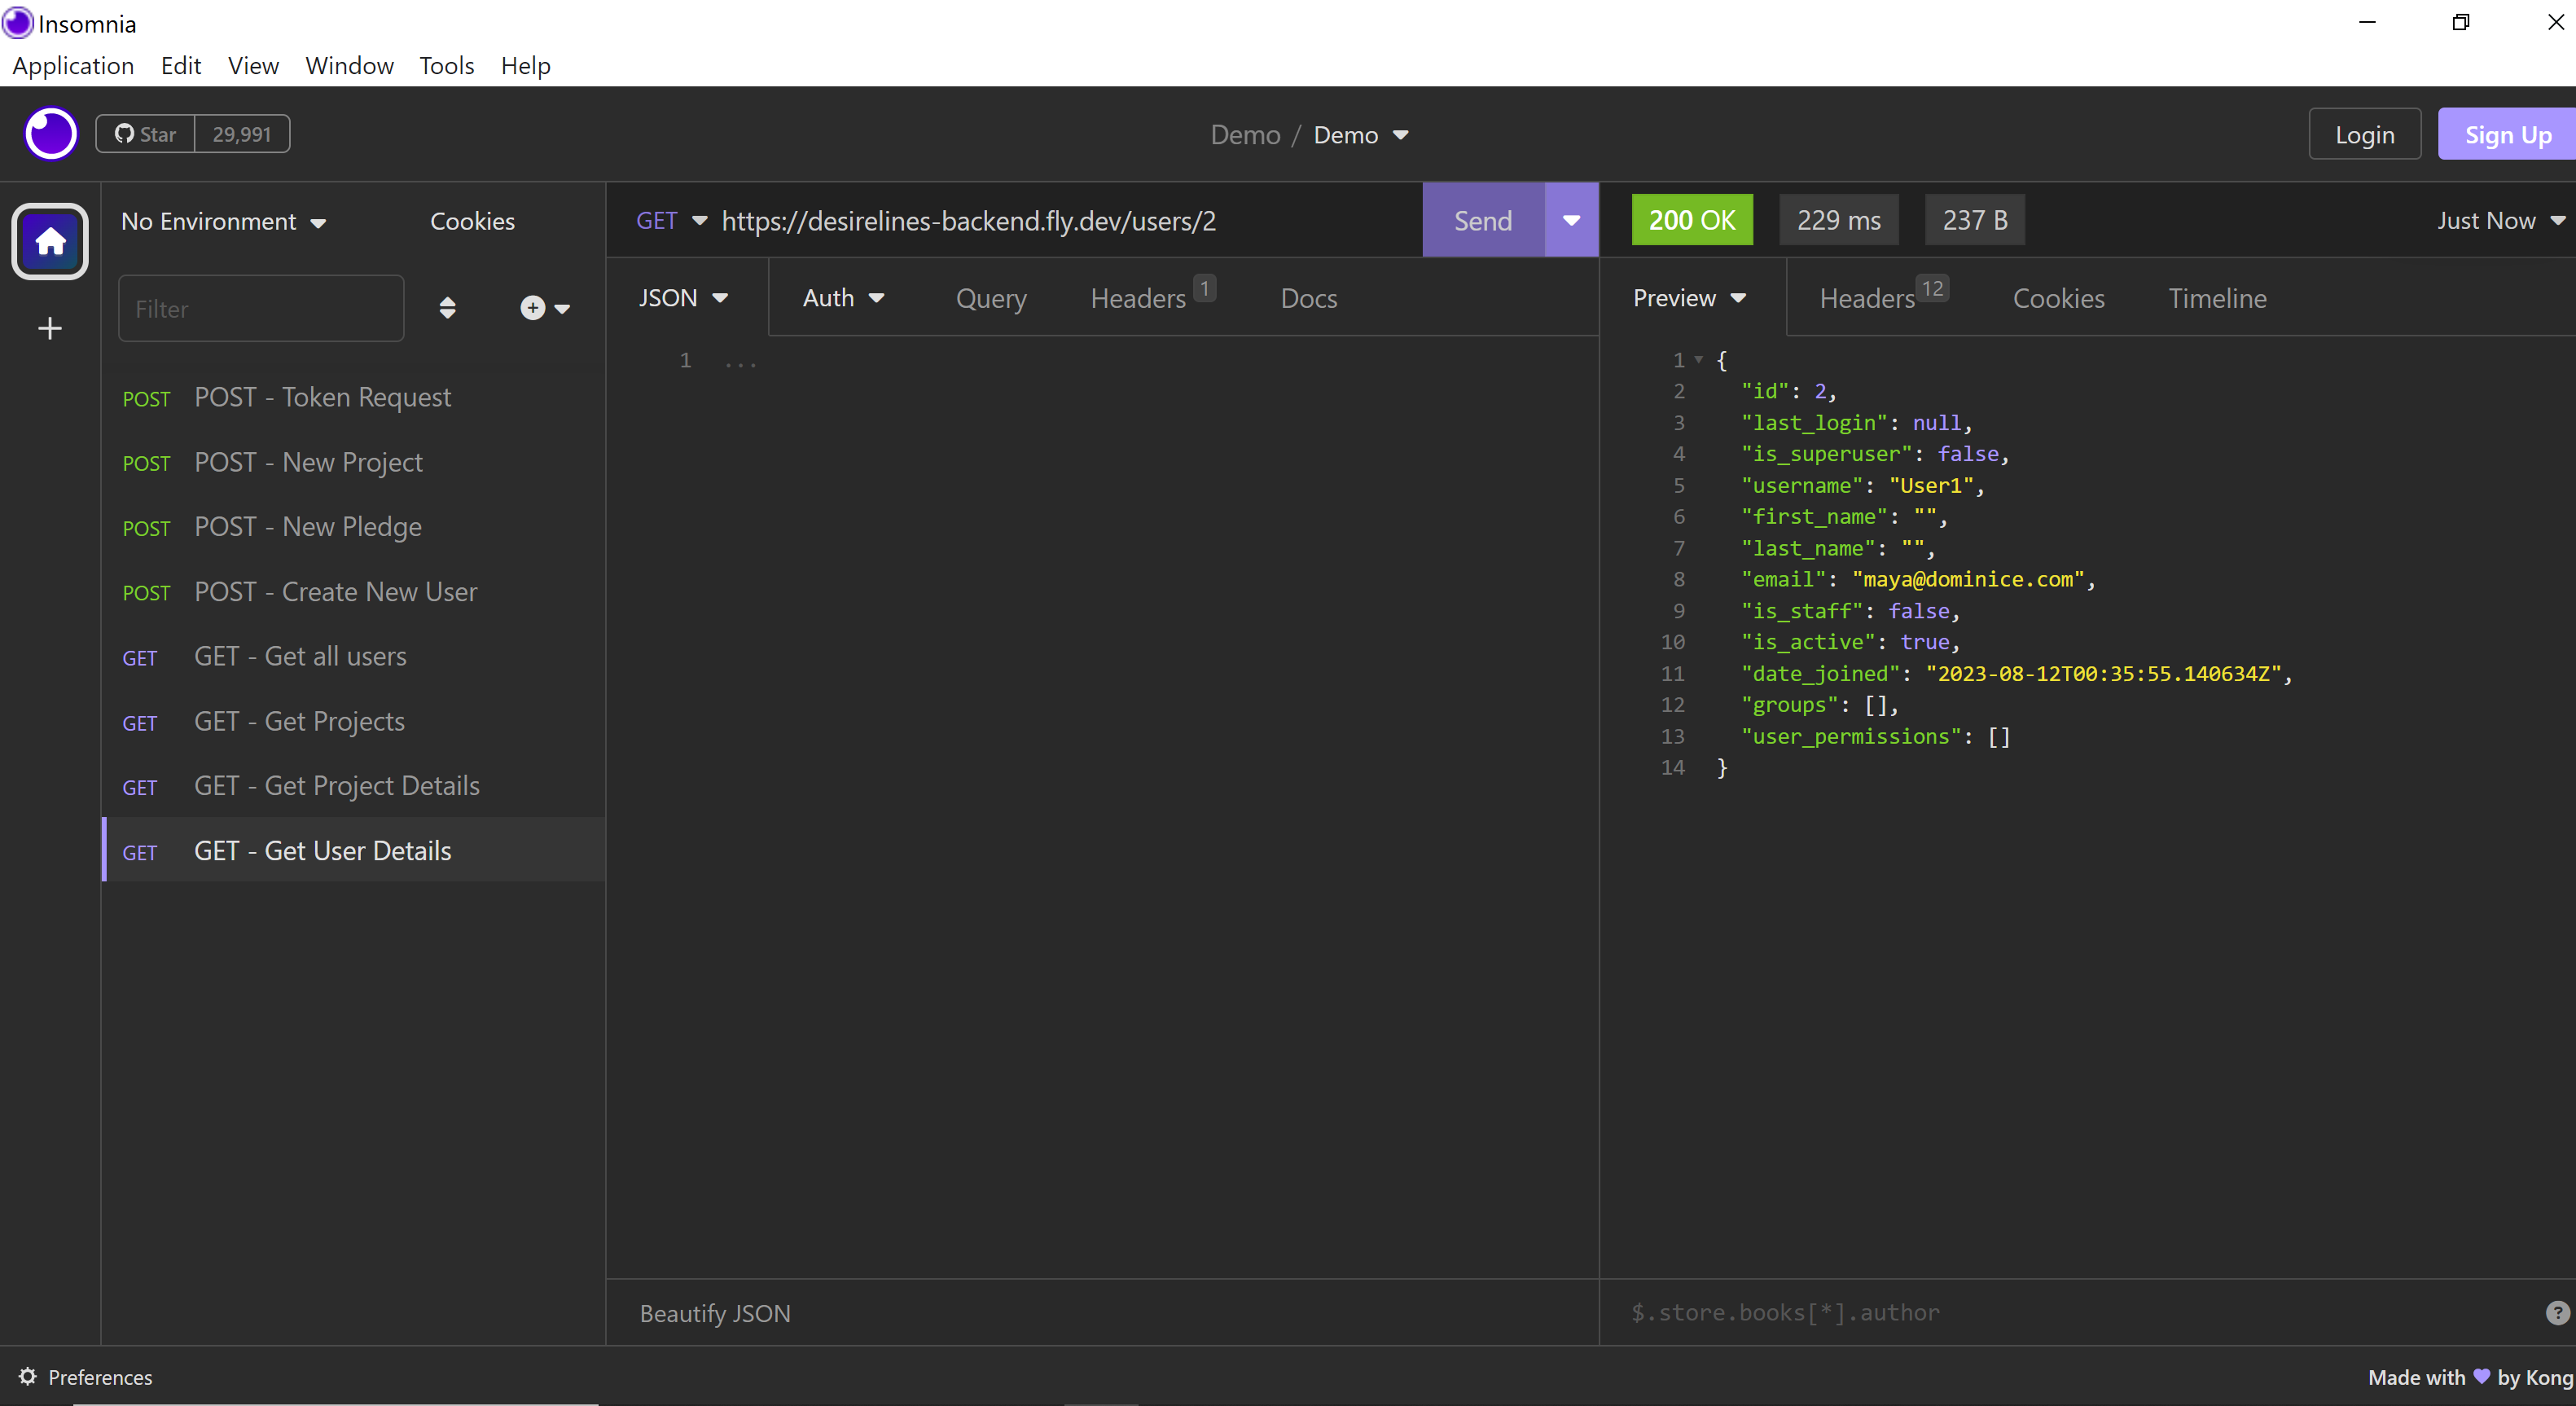 Insomnia
Application Edit View Window Tools Help
Star 29,991
Demo / Demo
Login Sign Up
No Environment Cookies
GET https://desirelines-backend.fly.dev/users/2
Send
200 OK 229 ms 237 B
Just Now
Filter
JSON Auth Query Headers 1 Docs
Preview Headers 12 Cookies Timeline
POST POST - Token Request
POST POST - New Project
POST POST - New Pledge
POST POST - Create New User
GET GET - Get all users
GET GET - Get Projects
GET GET - Get Project Details
GET GET - Get User Details
1 ...
1 {
2 "id": 2,
3 "last_login": null,
4 "is_superuser": false,
5 "username": "User1",
6 "first_name": "",
7 "last_name": "",
8 "email": "maya@dominice.com",
9 "is_staff": false,
10 "is_active": true,
11 "date_joined": "2023-08-12T00:35:55.140634Z",
12 "groups": [],
13 "user_permissions": []
14 }
Beautify JSON
$.store.books[*].author
?
Preferences
Made with 💜 by Kong